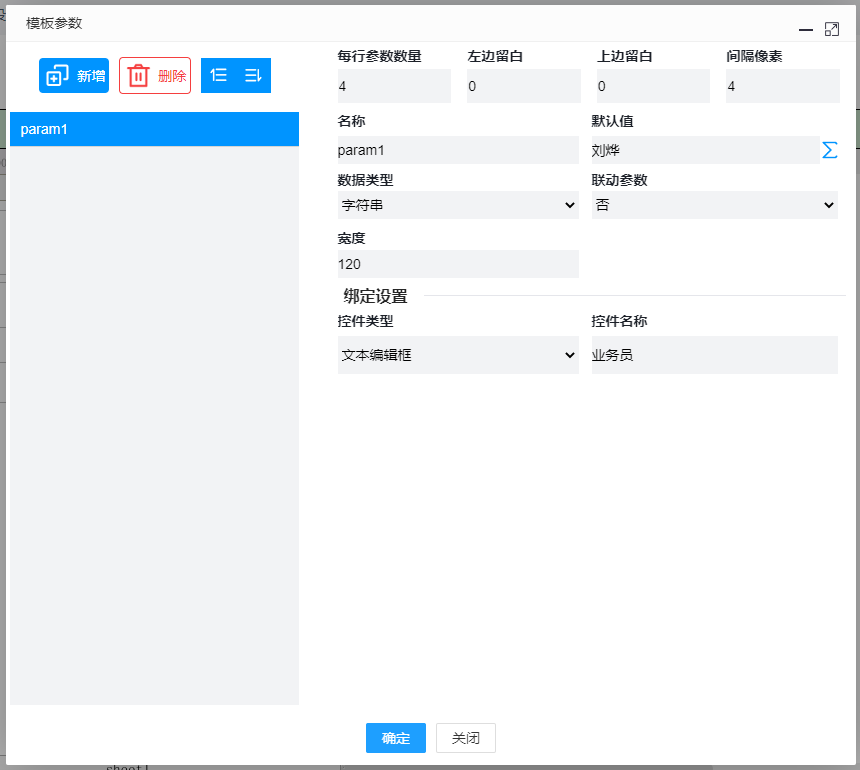 模板参数
新增
删除
param1
每行参数数量 左边留白 上边留白 间隔像素
4 0 0 4
名称 默认值
param1 刘烨
数据类型 联动参数
字符串 否
宽度
120
绑定设置
控件类型 控件名称
文本编辑框 业务员
确定 关闭